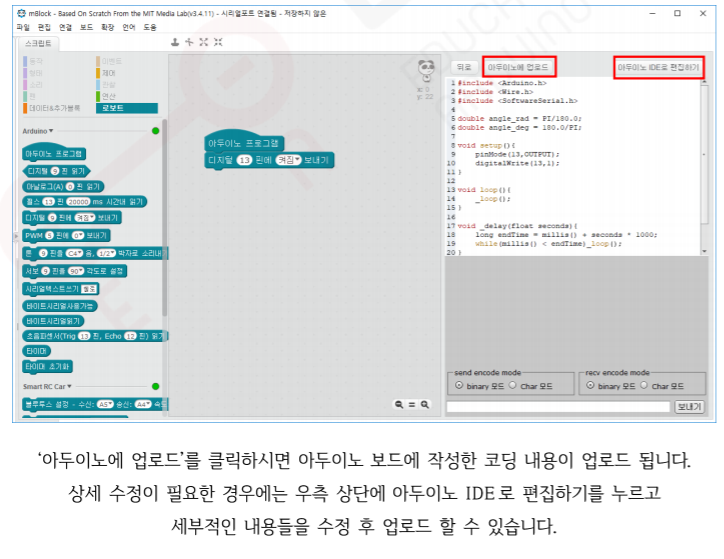 mBlock - Based On Scratch From the MIT Media Lab(v3.4.11) - 시리얼포트 연결됨 - 저장하지 않은
파일 편집 연결 보드 확장 언어 도움
스크립트
동작 이벤트
형태 제어
소리 관찰
펜 연산
데이터&추가블록 로보트
Arduino
아두이노 프로그램
디지털 9 핀 읽기
아날로그(A) 0 핀 읽기
펄스 13 핀 20000 ms 시간내 읽기
디지털 9 핀에 켜짐 보내기
PWM 5 핀에 0 보내기
톤 9 핀을 C4 음, 1/2 박자로 소리내
서보 9 핀을 90 각도로 설정
시리얼텍스트쓰기 헬로
바이트시리얼사용가능
바이트시리얼읽기
초음파센서(Trig 13 핀, Echo 12 핀) 읽기
타이머
타이머 초기화
Smart RC Car
블루투스 설정 - 수신: A5 송신: A4 속도
아두이노 프로그램
디지털 13 핀에 켜짐 보내기
x: 0
y: 22
뒤로 아두이노에 업로드 아두이노 IDE로 편집하기
1 #include <Arduino.h>
2 #include <Wire.h>
3 #include <SoftwareSerial.h>
4
5 double angle_rad = PI/180.0;
6 double angle_deg = 180.0/PI;
7
8 void setup(){
9 pinMode(13,OUTPUT);
10 digitalWrite(13,1);
11 }
12
13 void loop(){
14 _loop();
15 }
16
17 void _delay(float seconds){
18 long endTime = millis() + seconds * 1000;
19 while(millis() < endTime)_loop();
20 }
send encode mode
binary 모드 Char 모드
recv encode mode
binary 모드 Char 모드
보내기
‘아두이노에 업로드’를 클릭하시면 아두이노 보드에 작성한 코딩 내용이 업로드 됩니다.
상세 수정이 필요한 경우에는 우측 상단에 아두이노 IDE로 편집하기를 누르고
세부적인 내용들을 수정 후 업로드 할 수 있습니다.